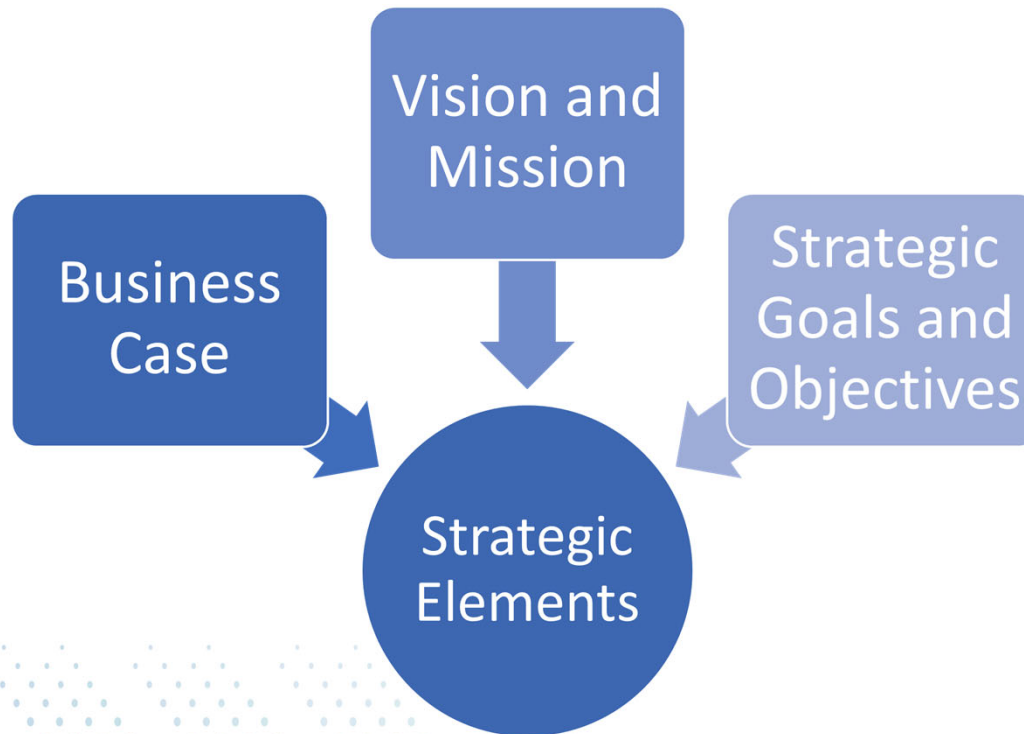 Vision and
Mission
Business
Case
Strategic
Goals and
Objectives
Strategic
Elements